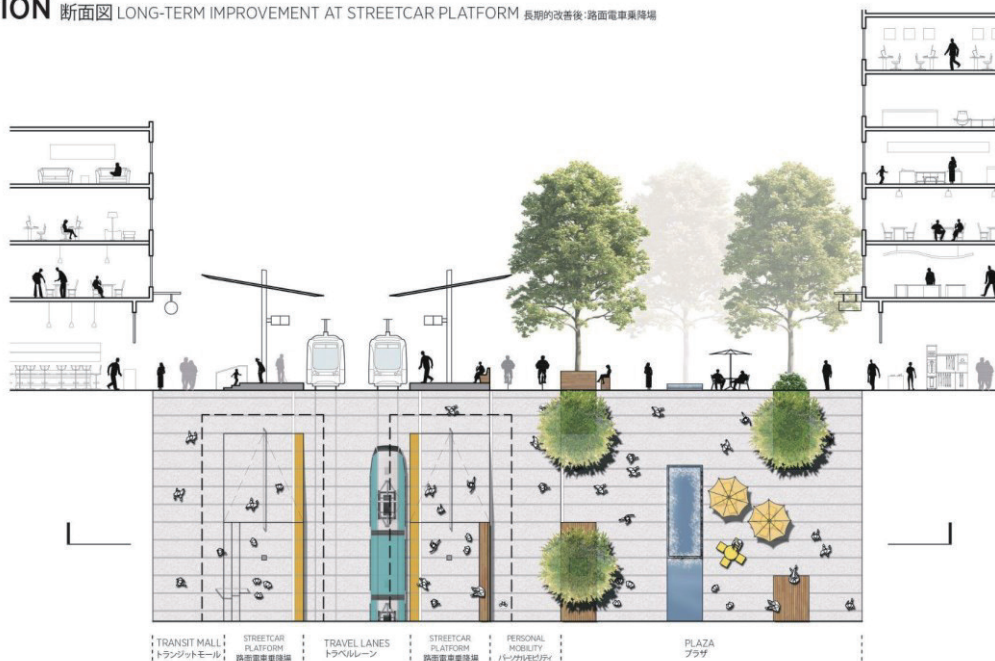 ION 断面図 LONG-TERM IMPROVEMENT AT STREETCAR PLATFORM 長期的改善後:路面電車乗降場
TRANSIT MALL
トランジットモール
STREETCAR
PLATFORM
路面電車乗降場
TRAVEL LANES
トラベルレーン
STREETCAR
PLATFORM
路面電車乗降場
PERSONAL
MOBILITY
パーソナルモビリティ
PLAZA
プラザ